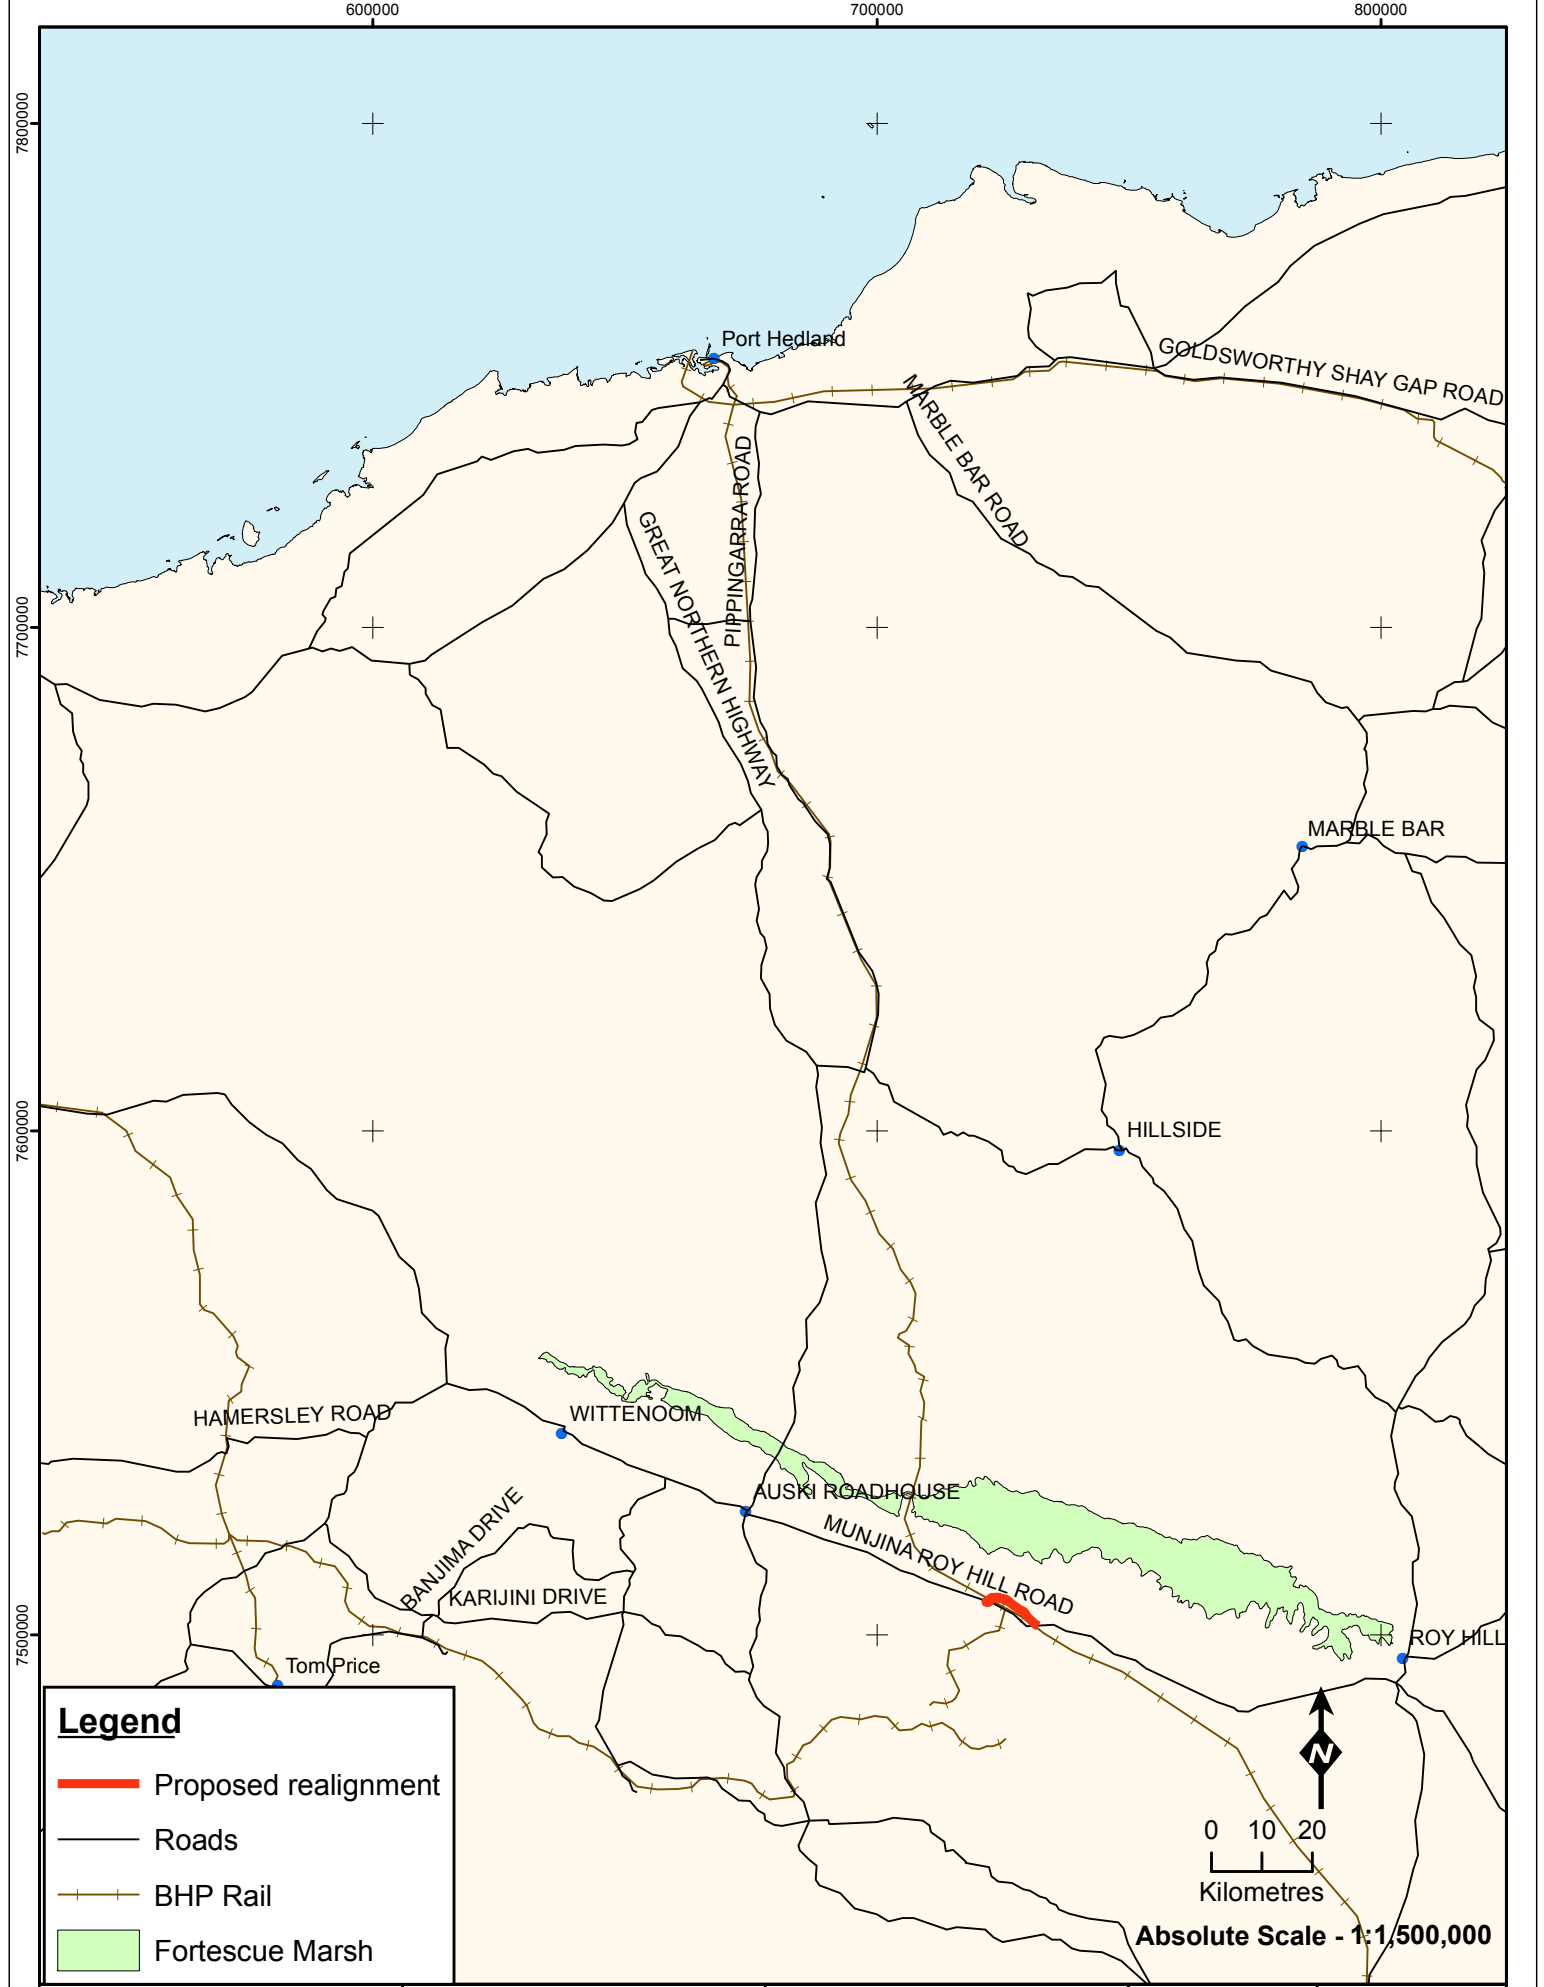 600000
700000
800000
7800000
7700000
7600000
7500000
Port Hedland
GOLDSWORTHY SHAY GAP ROAD
MARBLE BAR ROAD
PIPPINGARRA ROAD
GREAT NORTHERN HIGHWAY
MARBLE BAR
HILLSIDE
HAMERSLEY ROAD
WITTENOOM
AUSKI ROADHOUSE
BANJIMA DRIVE
MUNJINA ROY HILL ROAD
KARIJINI DRIVE
ROY HILL
Tom Price
Legend
Proposed realignment
Roads
BHP Rail
Fortescue Marsh
N
0 10 20
Kilometres
Absolute Scale - 1:1,500,000